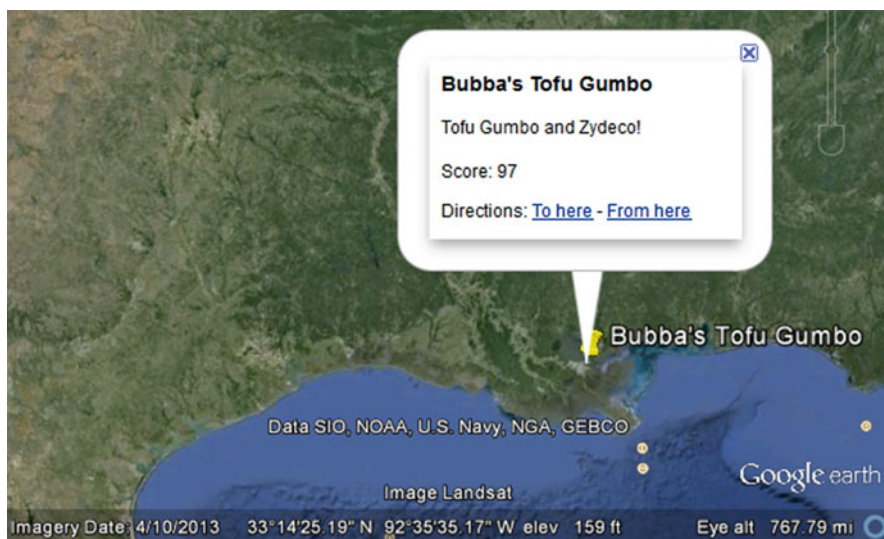 Bubba's Tofu Gumbo
Tofu Gumbo and Zydeco!
Score: 97
Directions: To here - From here
Bubba's Tofu Gumbo
Data SIO, NOAA, U.S. Navy, NGA, GEBCO
Google earth
Image Landsat
Imagery Date: 4/10/2013 33°14'25.19" N 92°35'35.17" W elev 159 ft Eye alt 767.79 mi